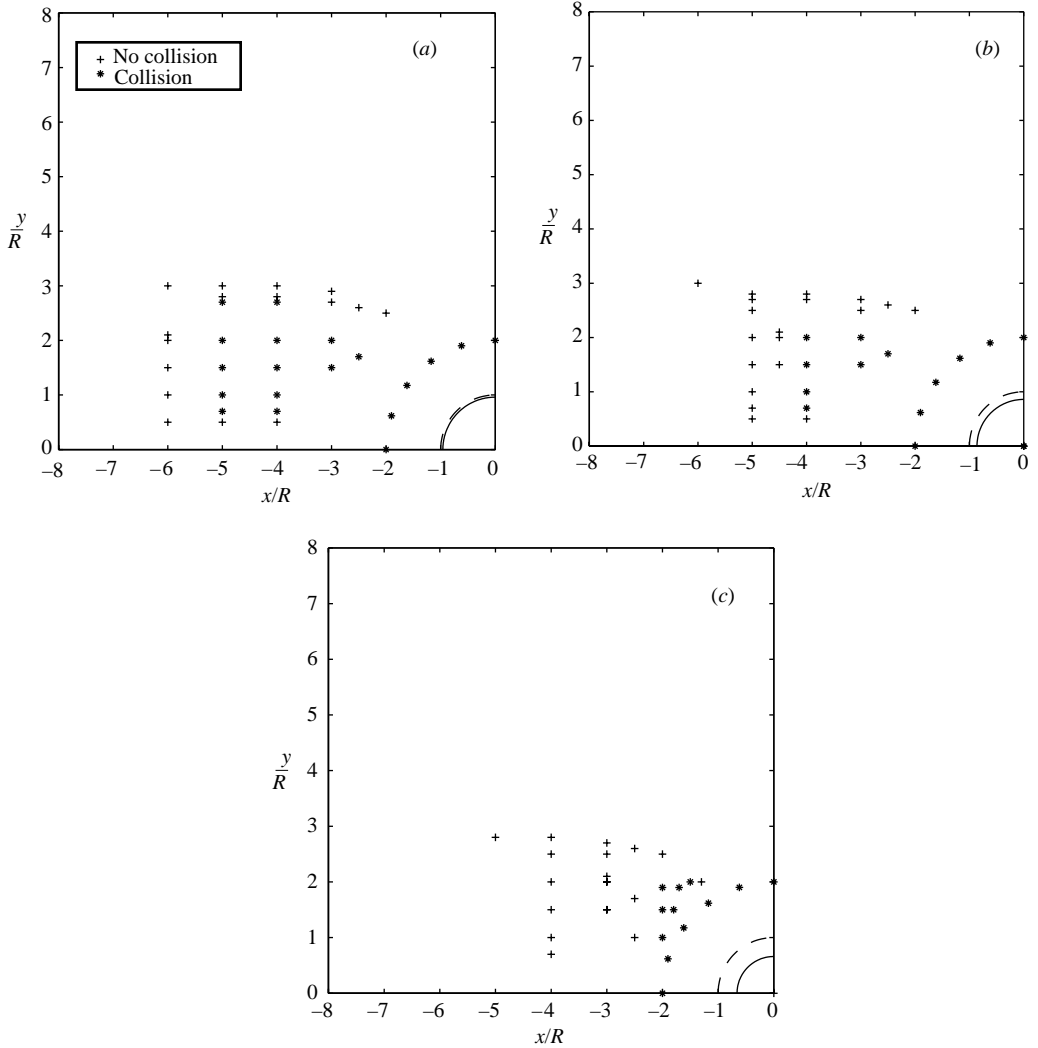 8
7
6
5
4
3
2
1
0
y
R
+ No collision
* Collision
(a)
–8 –7 –6 –5 –4 –3 –2 –1 0
x/R
8
7
6
5
4
3
2
1
0
y
R
(b)
–8 –7 –6 –5 –4 –3 –2 –1 0
x/R
8
7
6
5
4
3
2
1
0
y
R
(c)
–8 –7 –6 –5 –4 –3 –2 –1 0
x/R